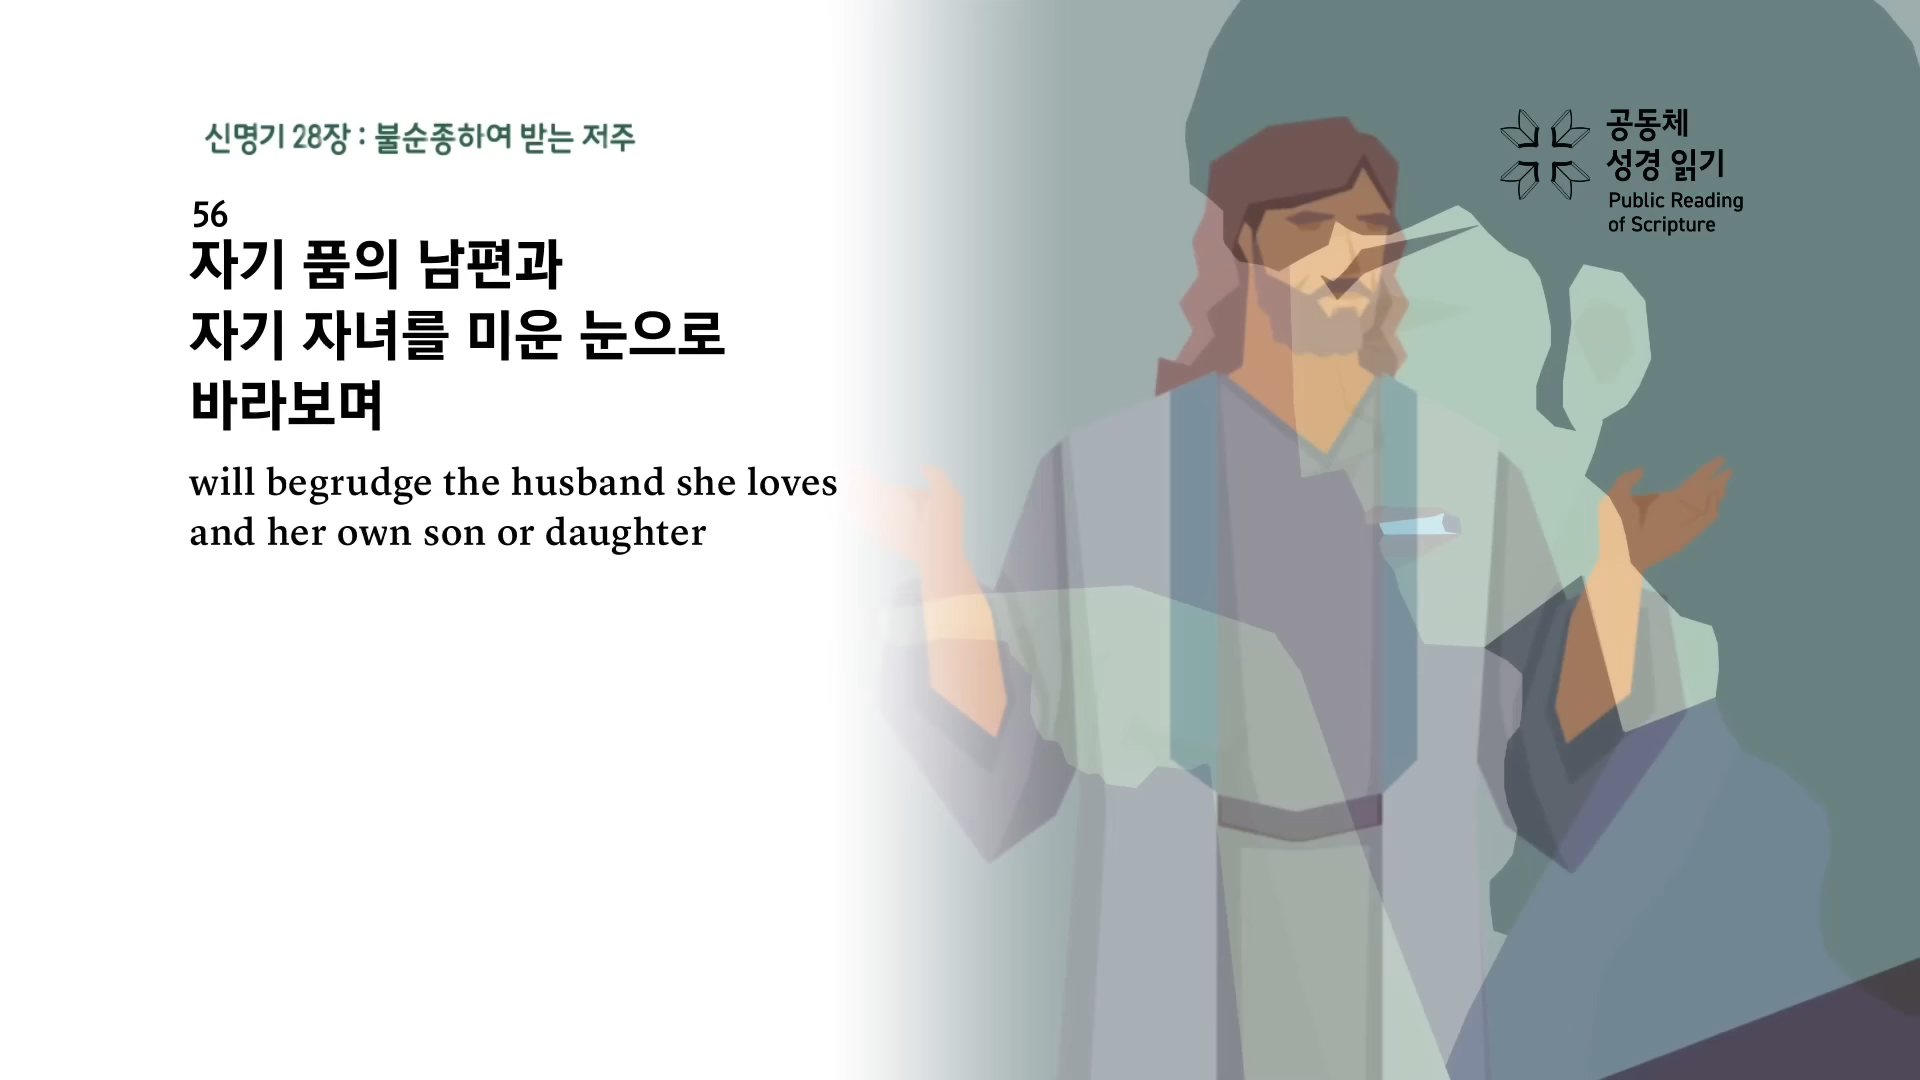 신명기 28장 : 불순종하여 받는 저주
56
자기 품의 남편과
자기 자녀를 미운 눈으로
바라보며
will begrudge the husband she loves
and her own son or daughter
공동체
성경 읽기
Public Reading
of Scripture